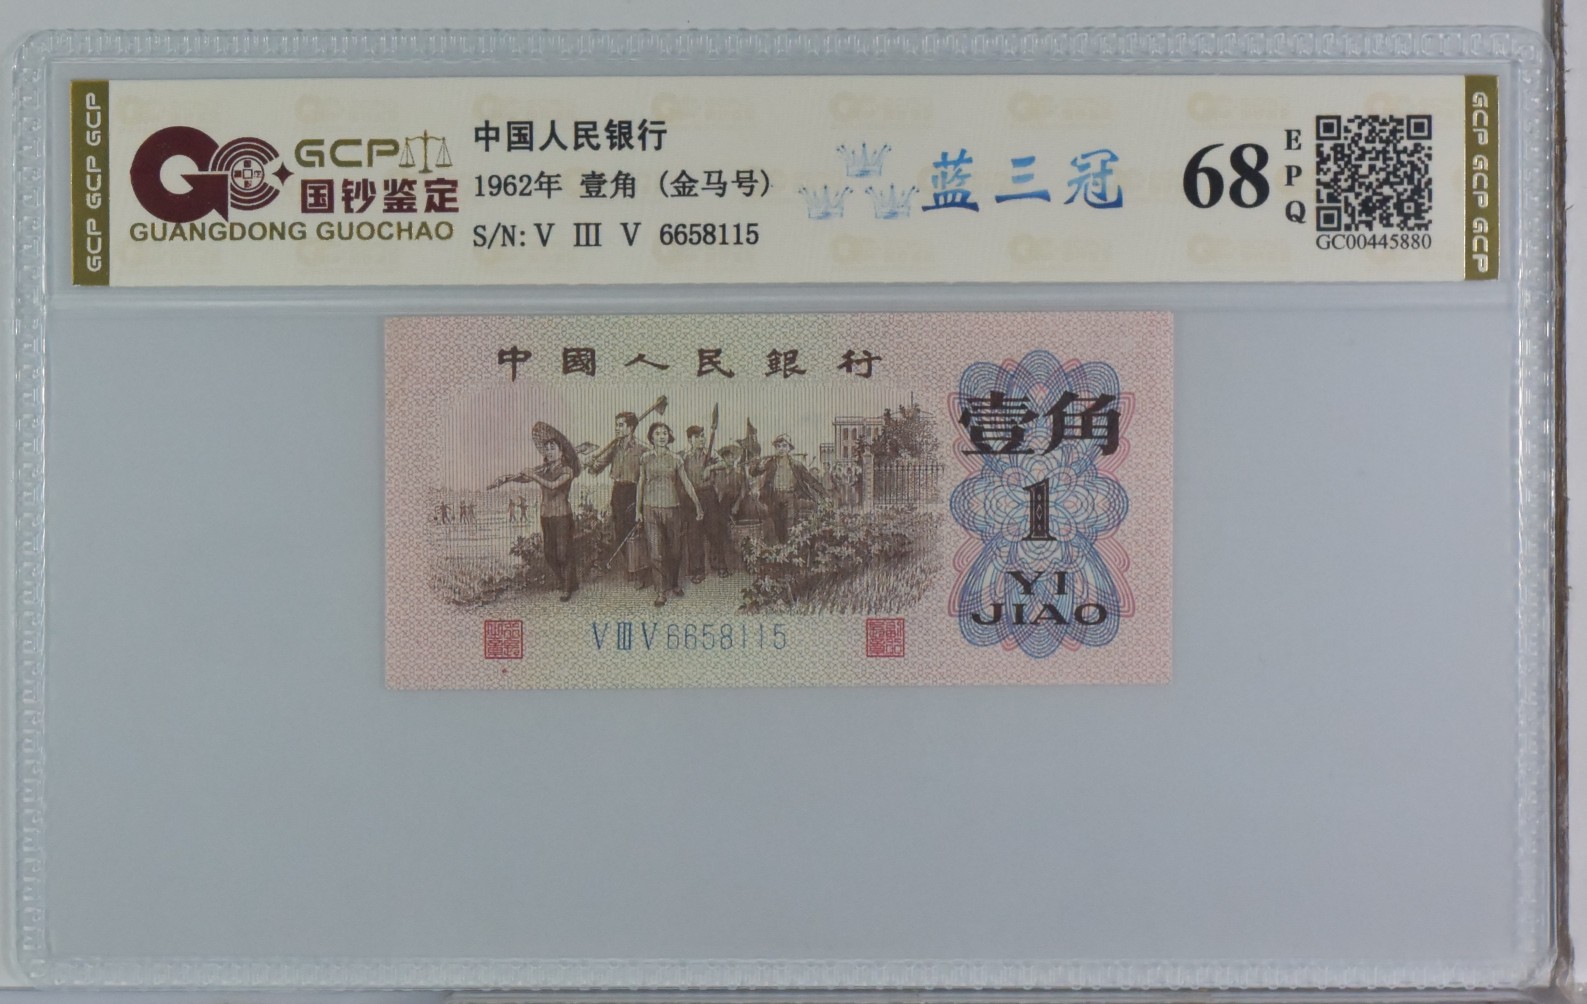 GCP GCP GCP
GCP
国钞鉴定
GUANGDONG GUOCHAO
中国人民银行
1962年 壹角 (金马号)
S/N: V Ⅲ V 6658115
蓝三冠
68
EPQ
GC00445880
GCP GCP GCP
中國人民銀行
壹角
1
YI
JIAO
VⅢV6658115